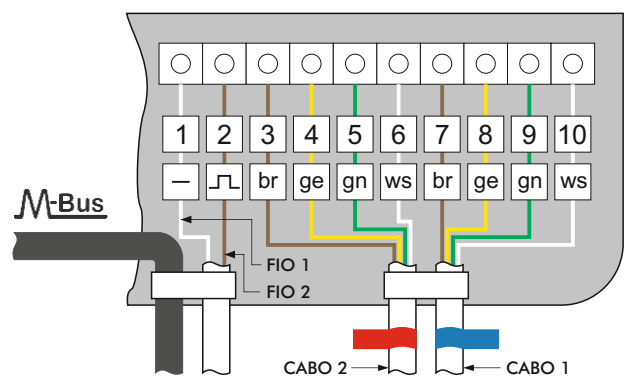 1 2 3 4 5 6 7 8 9 10
— br ge gn ws br ge gn ws
M-Bus
FIO 1
FIO 2
CABO 2
CABO 1